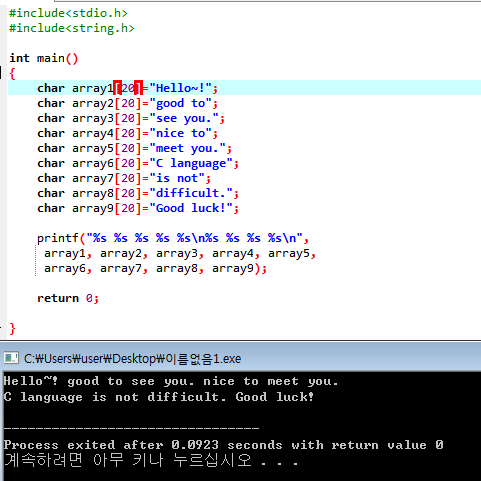 #include<stdio.h>
#include<string.h>
int main()
{
char array1[20]="Hello~!";
char array2[20]="good to";
char array3[20]="see you.";
char array4[20]="nice to";
char array5[20]="meet you.";
char array6[20]="C language";
char array7[20]="is not";
char array8[20]="difficult.";
char array9[20]="Good luck!";
printf("%s %s %s %s %s\n%s %s %s %s\n",
array1, array2, array3, array4, array5,
array6, array7, array8, array9);
return 0;
}
C:₩Users₩user₩Desktop₩이름없음1.exe
Hello~! good to see you. nice to meet you.
C language is not difficult. Good luck!
--------------------------------
Process exited after 0.0923 seconds with return value 0
계속하려면 아무 키나 누르십시오 . . .